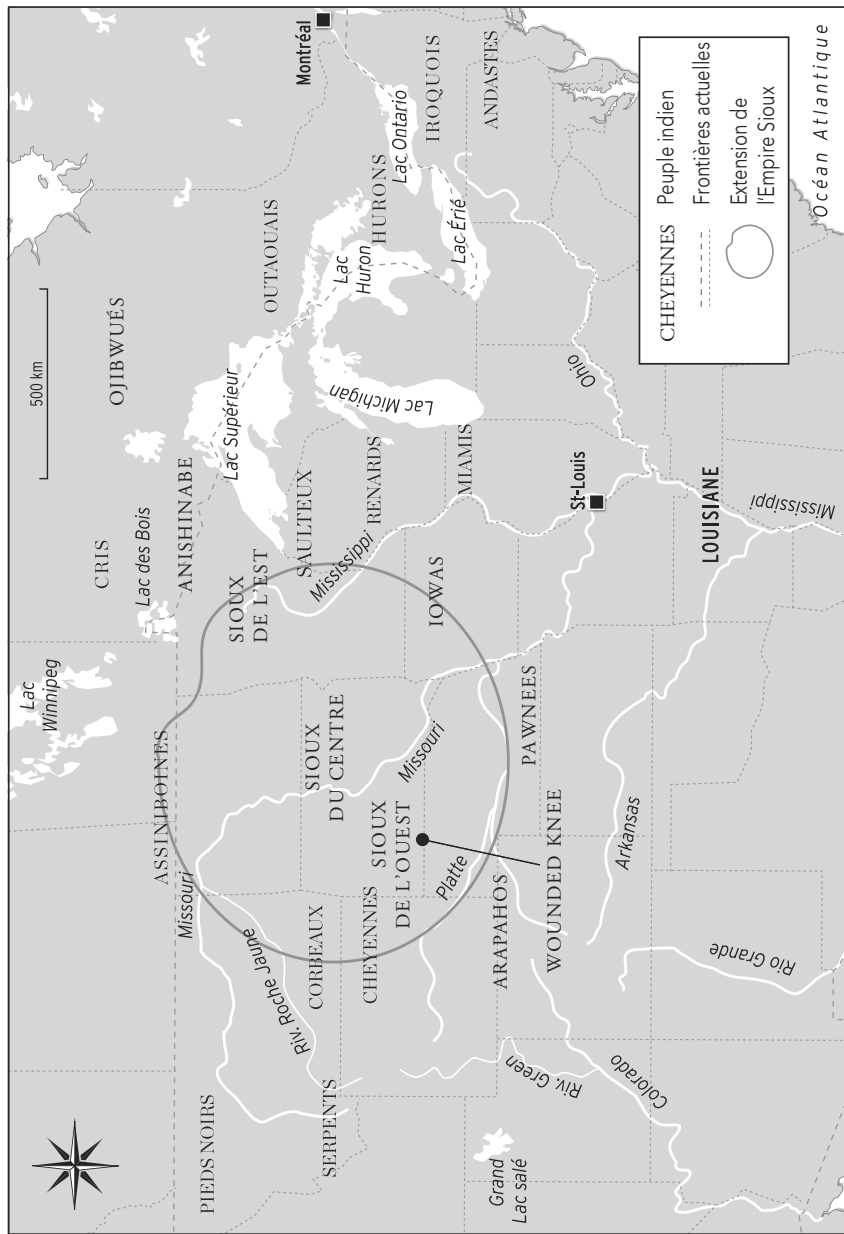 500 km
Lac
Winnipeg
CRIS
Lac des Bois
OJIBWUÉS
ANISHINABE
ASSINIBOINES
PIEDS NOIRS
Missouri
Riv. Roche Jaune
CORBEAUX
SERPENTS
CHEYENNES
SIOUX
DE L'OUEST
SIOUX
DU CENTRE
SIOUX
DE L'EST
SAULTEUX
Lac Supérieur
OUTAOUAIS
Lac
Huron
HURONS
Lac Ontario
Montréal
IROQUOIS
Lac Érié
ANDASTES
Lac Michigan
RENARDS
MIAMIS
Mississippi
IOWAS
Missouri
Platte
PAWNEES
WOUNDED KNEE
ARAPAHOS
Grand
Lac salé
Riv. Green
Colorado
Rio Grande
Arkansas
St-Louis
Ohio
LOUISIANE
Mississippi
Océan Atlantique
CHEYENNES Peuple indien
Frontières actuelles
Extension de
l'Empire Sioux